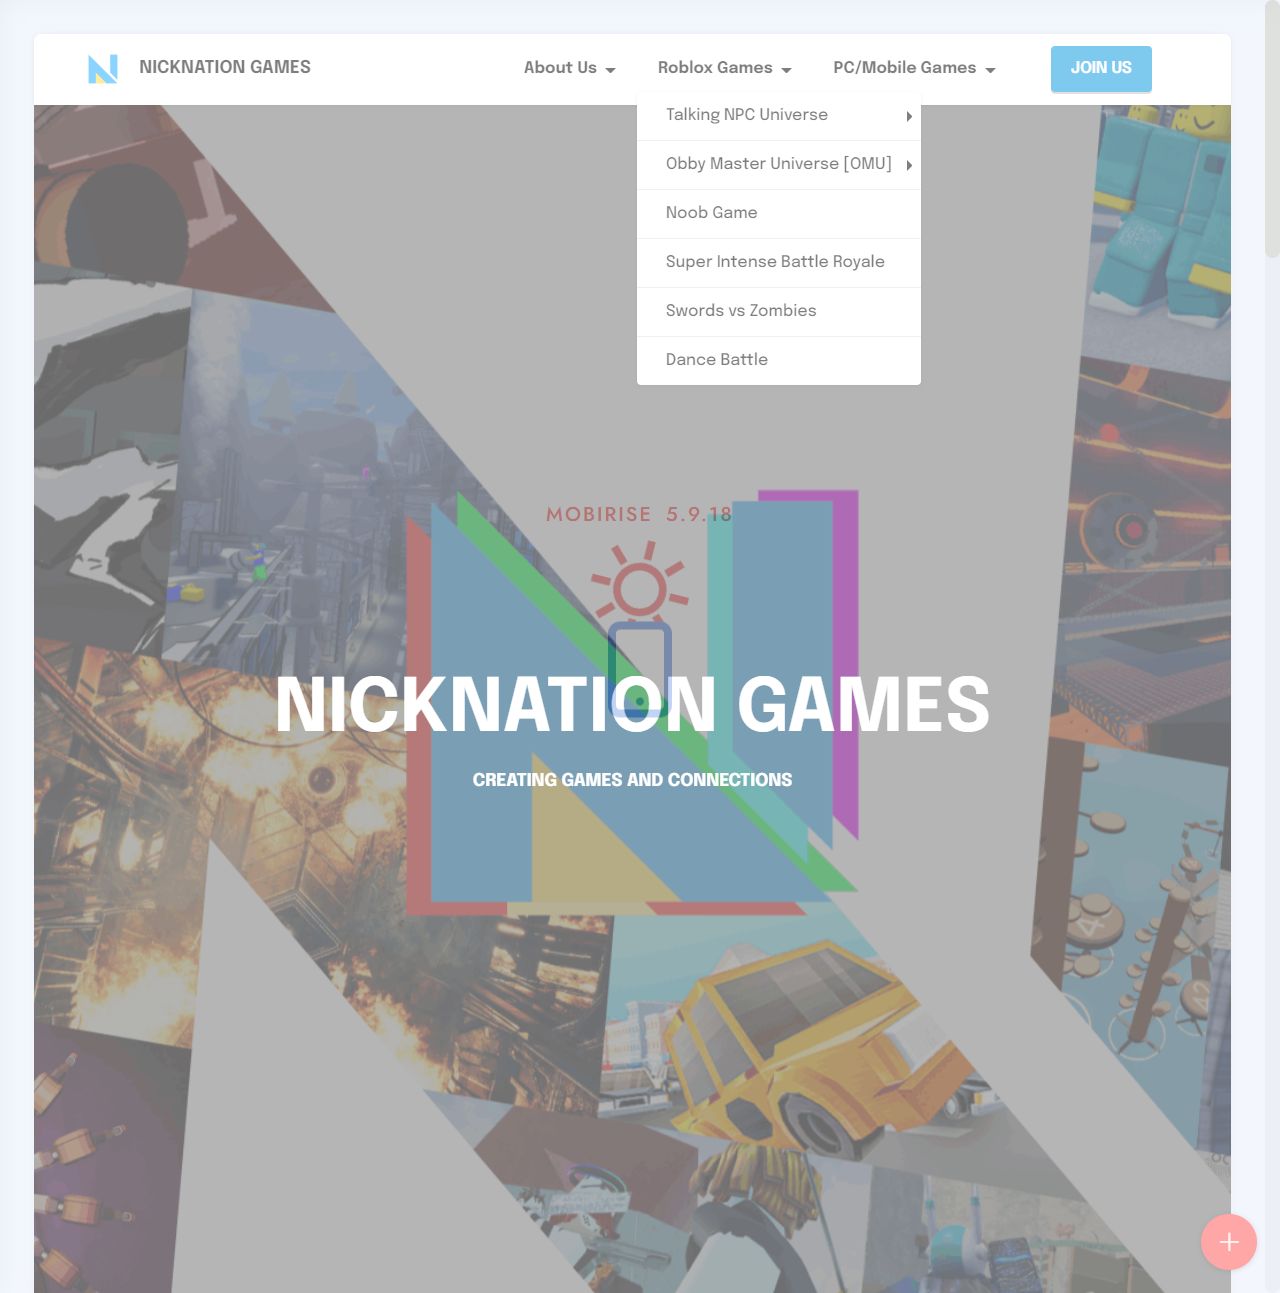 NICKNATION GAMES
About Us
Roblox Games
PC/Mobile Games
JOIN US
Talking NPC Universe
Obby Master Universe [OMU]
Noob Game
Super Intense Battle Royale
Swords vs Zombies
Dance Battle
MOBIRISE 5.9.18
NICKNATION GAMES
CREATING GAMES AND CONNECTIONS